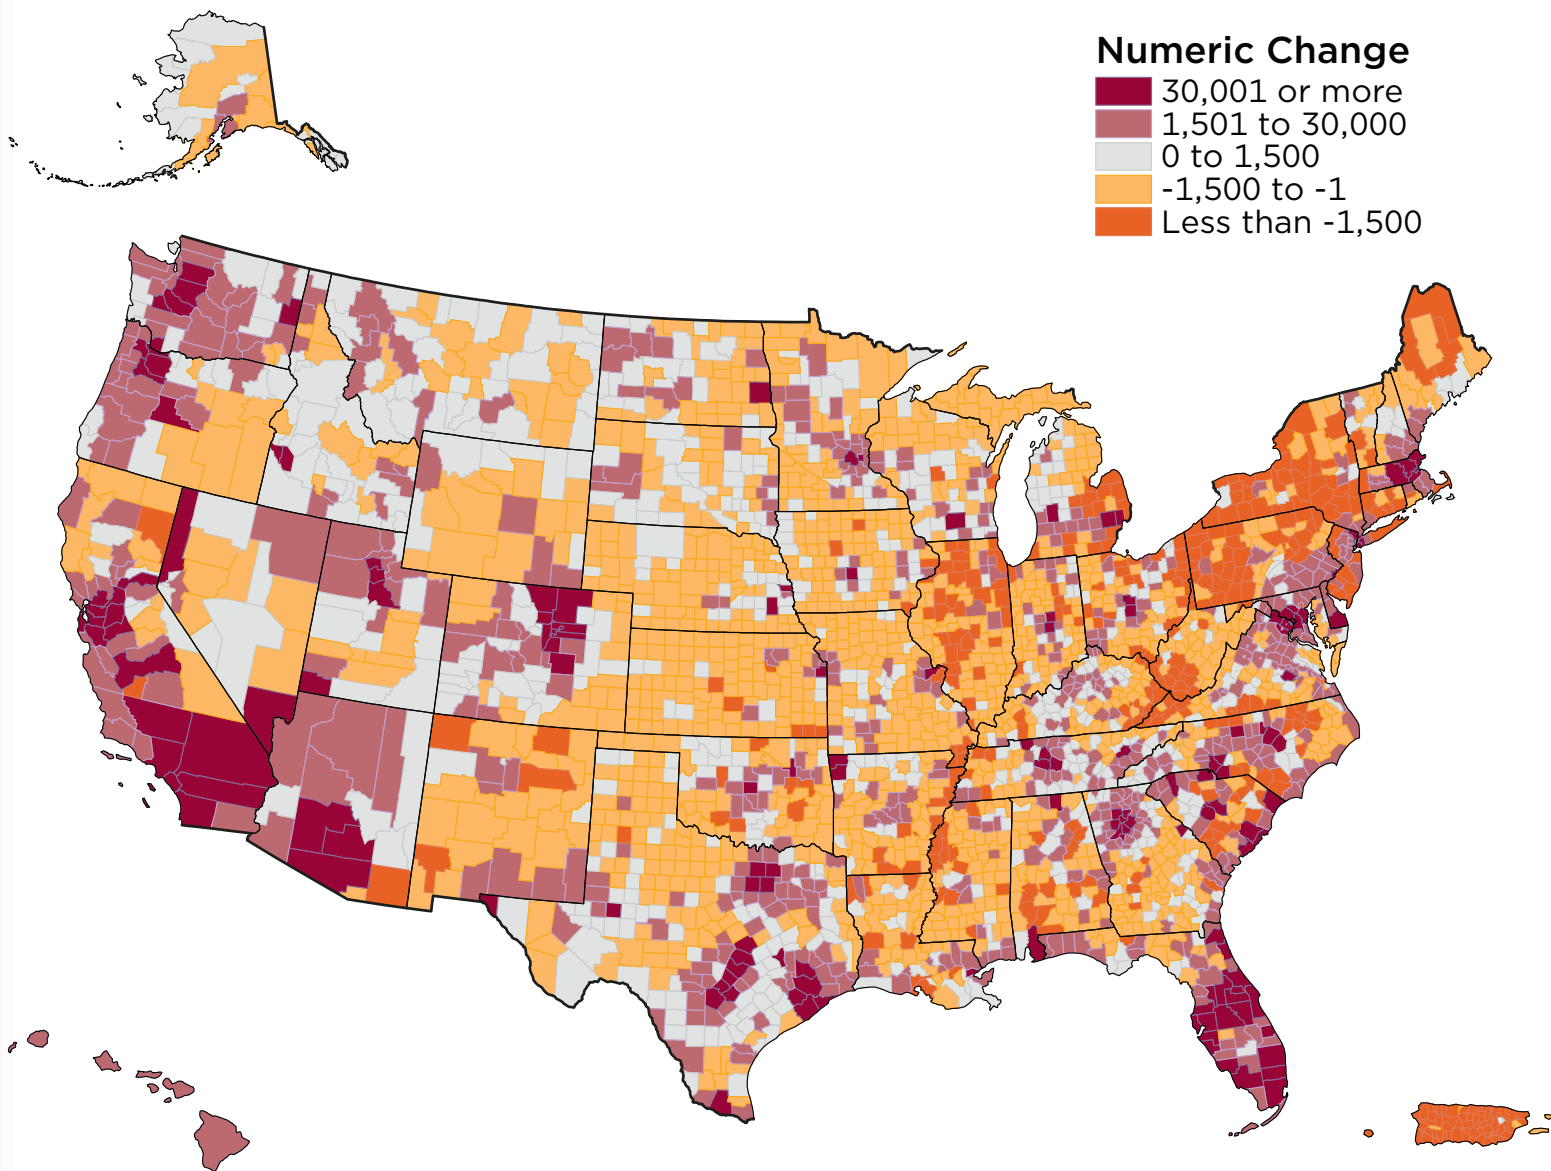 Numeric Change
30,001 or more
1,501 to 30,000
0 to 1,500
-1,500 to -1
Less than -1,500